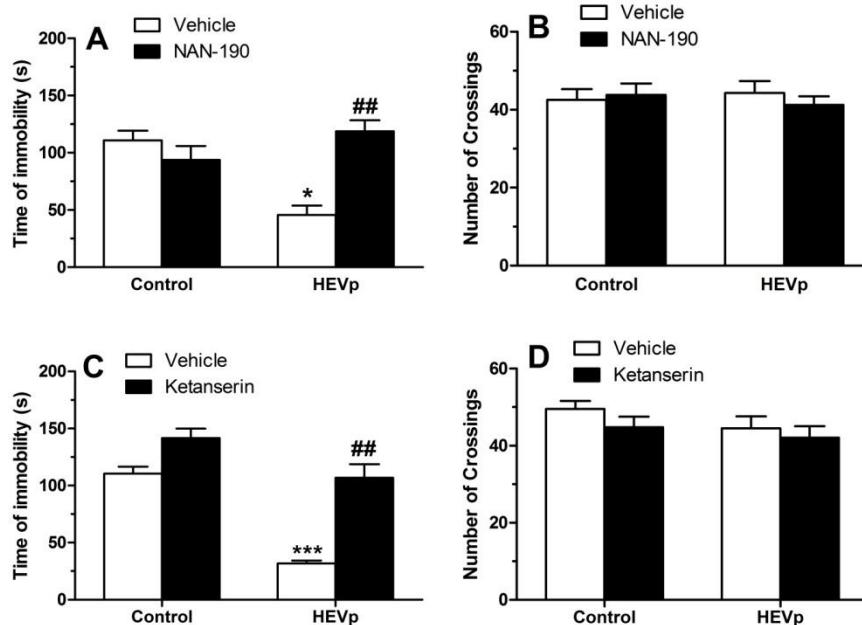 A
Vehicle
NAN-190
Time of immobility (s)
200
150
100
50
0
*
##
Control HEVp
B
Vehicle
NAN-190
Number of Crossings
60
40
20
0
Control HEVp
C
Vehicle
Ketanserin
Time of immobility (s)
200
150
100
50
0
***
##
Control HEVp
D
Vehicle
Ketanserin
Number of Crossings
60
40
20
0
Control HEVp